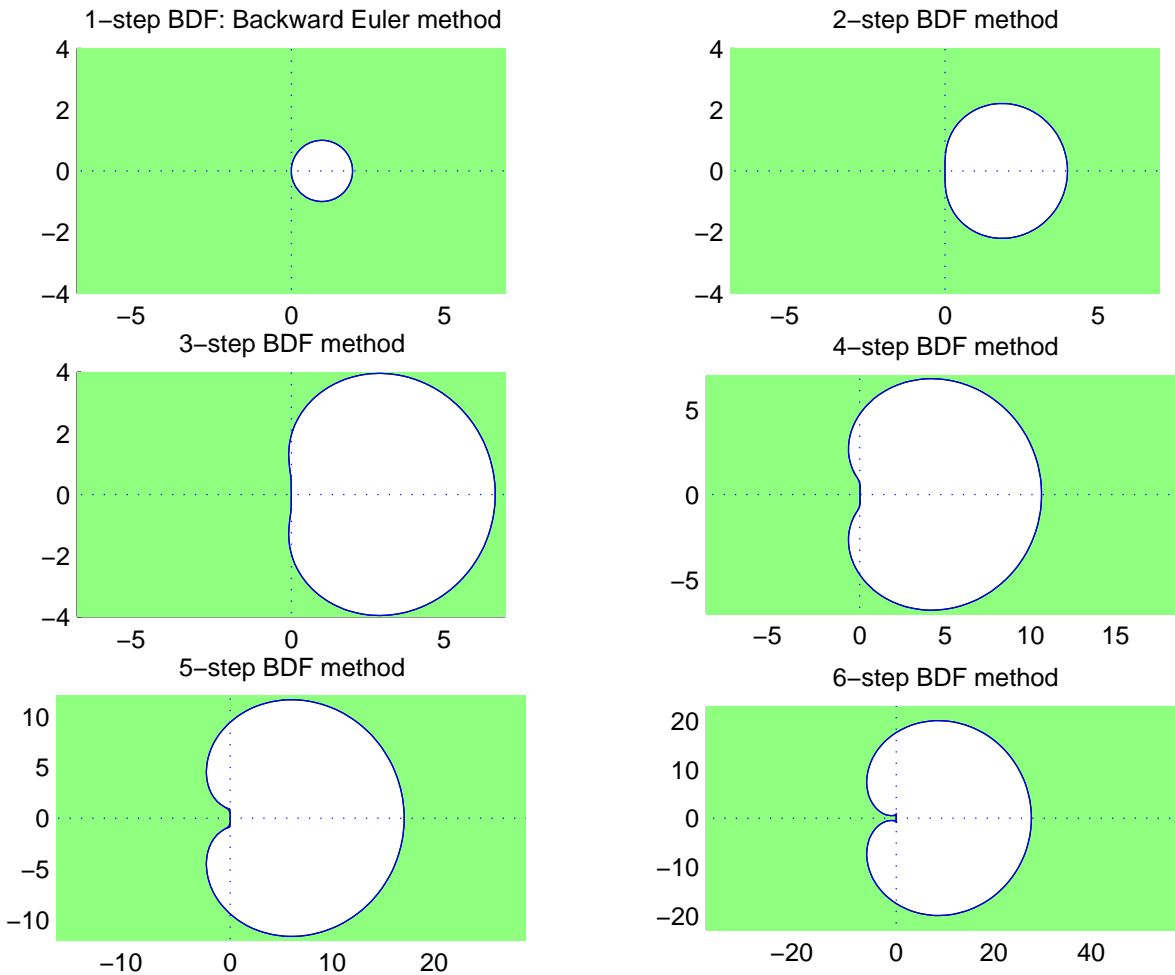 1−step BDF: Backward Euler method
4
2
0
−2
−4
−5 0 5
2−step BDF method
4
2
0
−2
−4
−5 0 5
3−step BDF method
4
2
0
−2
−4
−5 0 5
4−step BDF method
5
0
−5
−5 0 5 10 15
5−step BDF method
10
5
0
−5
−10
−10 0 10 20
6−step BDF method
20
10
0
−10
−20
−20 0 20 40